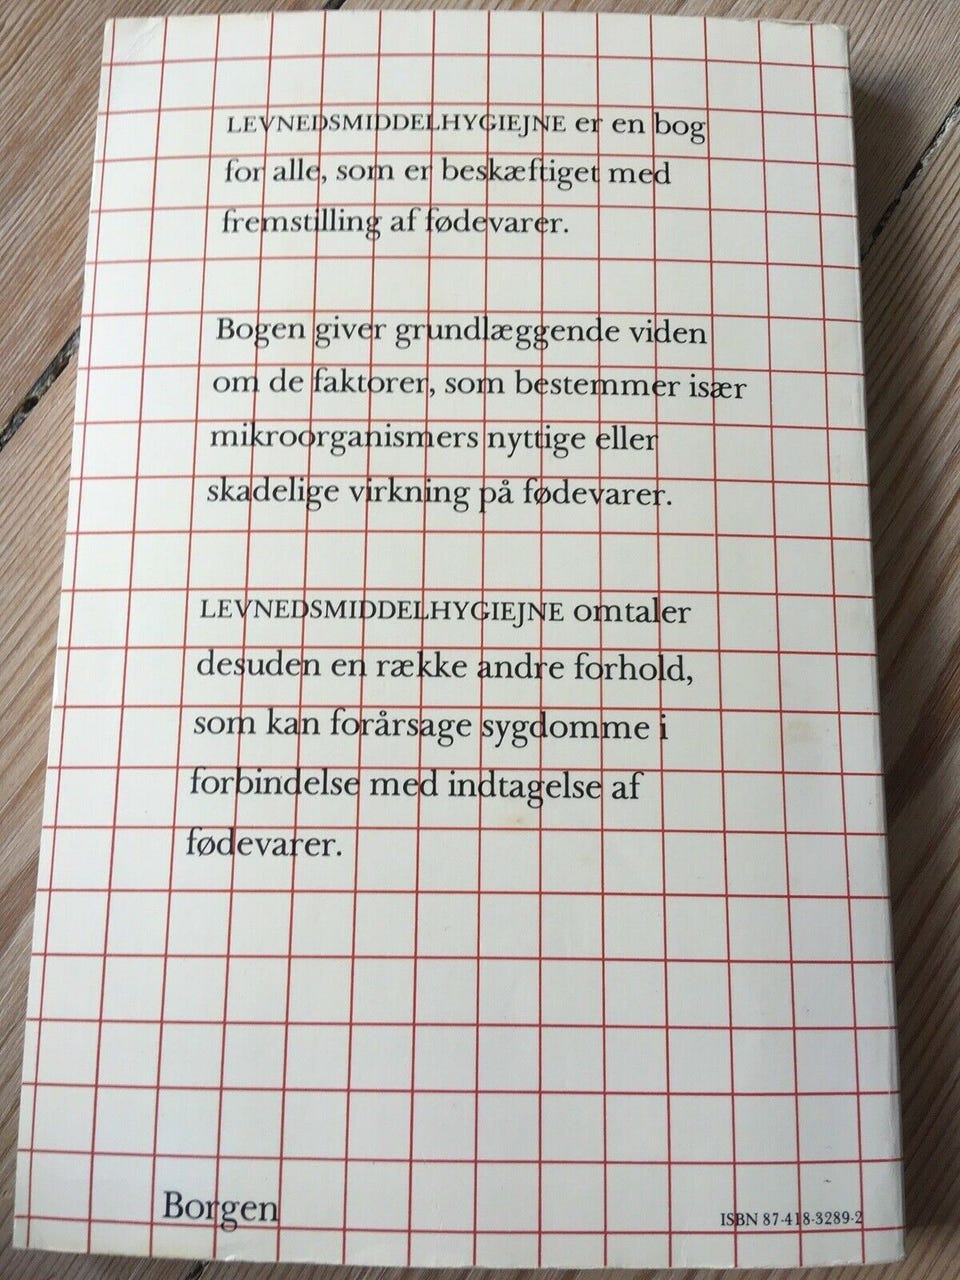 LEVNEDSMIDDELHYGIEJNE er en bog
for alle, som er beskæftiget med
fremstilling af fødevarer.
Bogen giver grundlæggende viden
om de faktorer, som bestemmer især
mikroorganismers nyttige eller
skadelige virkning på fødevarer.
LEVNEDSMIDDELHYGIEJNE omtaler
desuden en række andre forhold,
som kan forårsage sygdomme i
forbindelse med indtagelse af
fødevarer.
Borgen
ISBN 87-418-3289-2